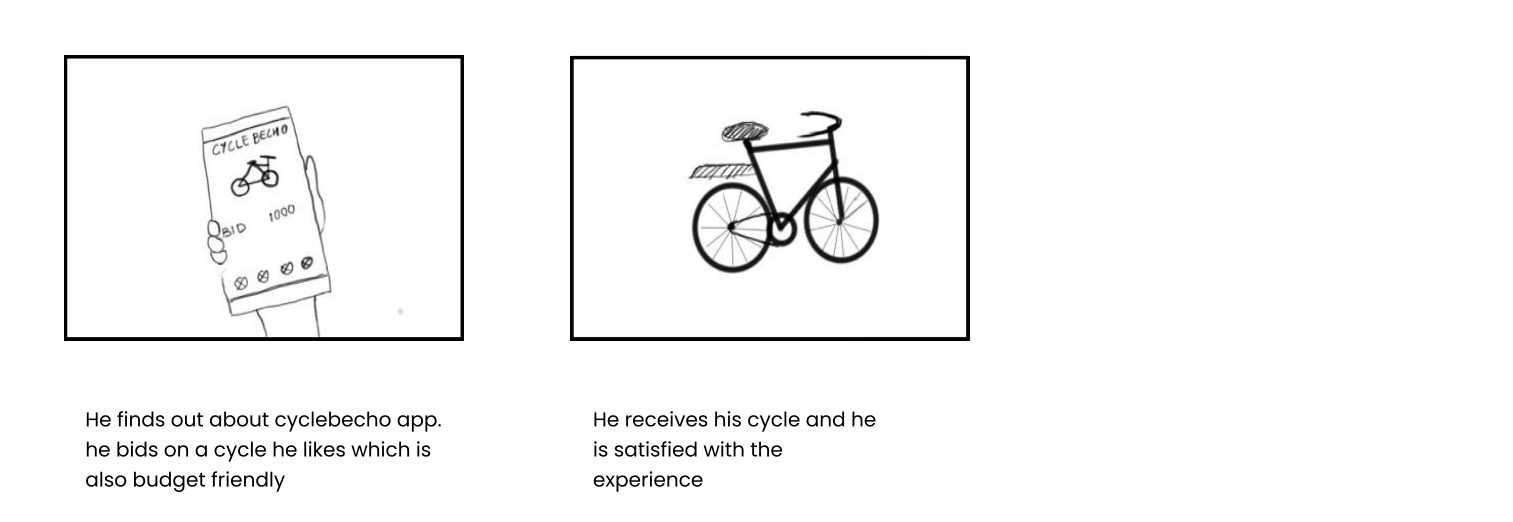 CYCLE BECHO
BID 1000
He finds out about cyclebecho app.
he bids on a cycle he likes which is
also budget friendly
He receives his cycle and he
is satisfied with the
experience